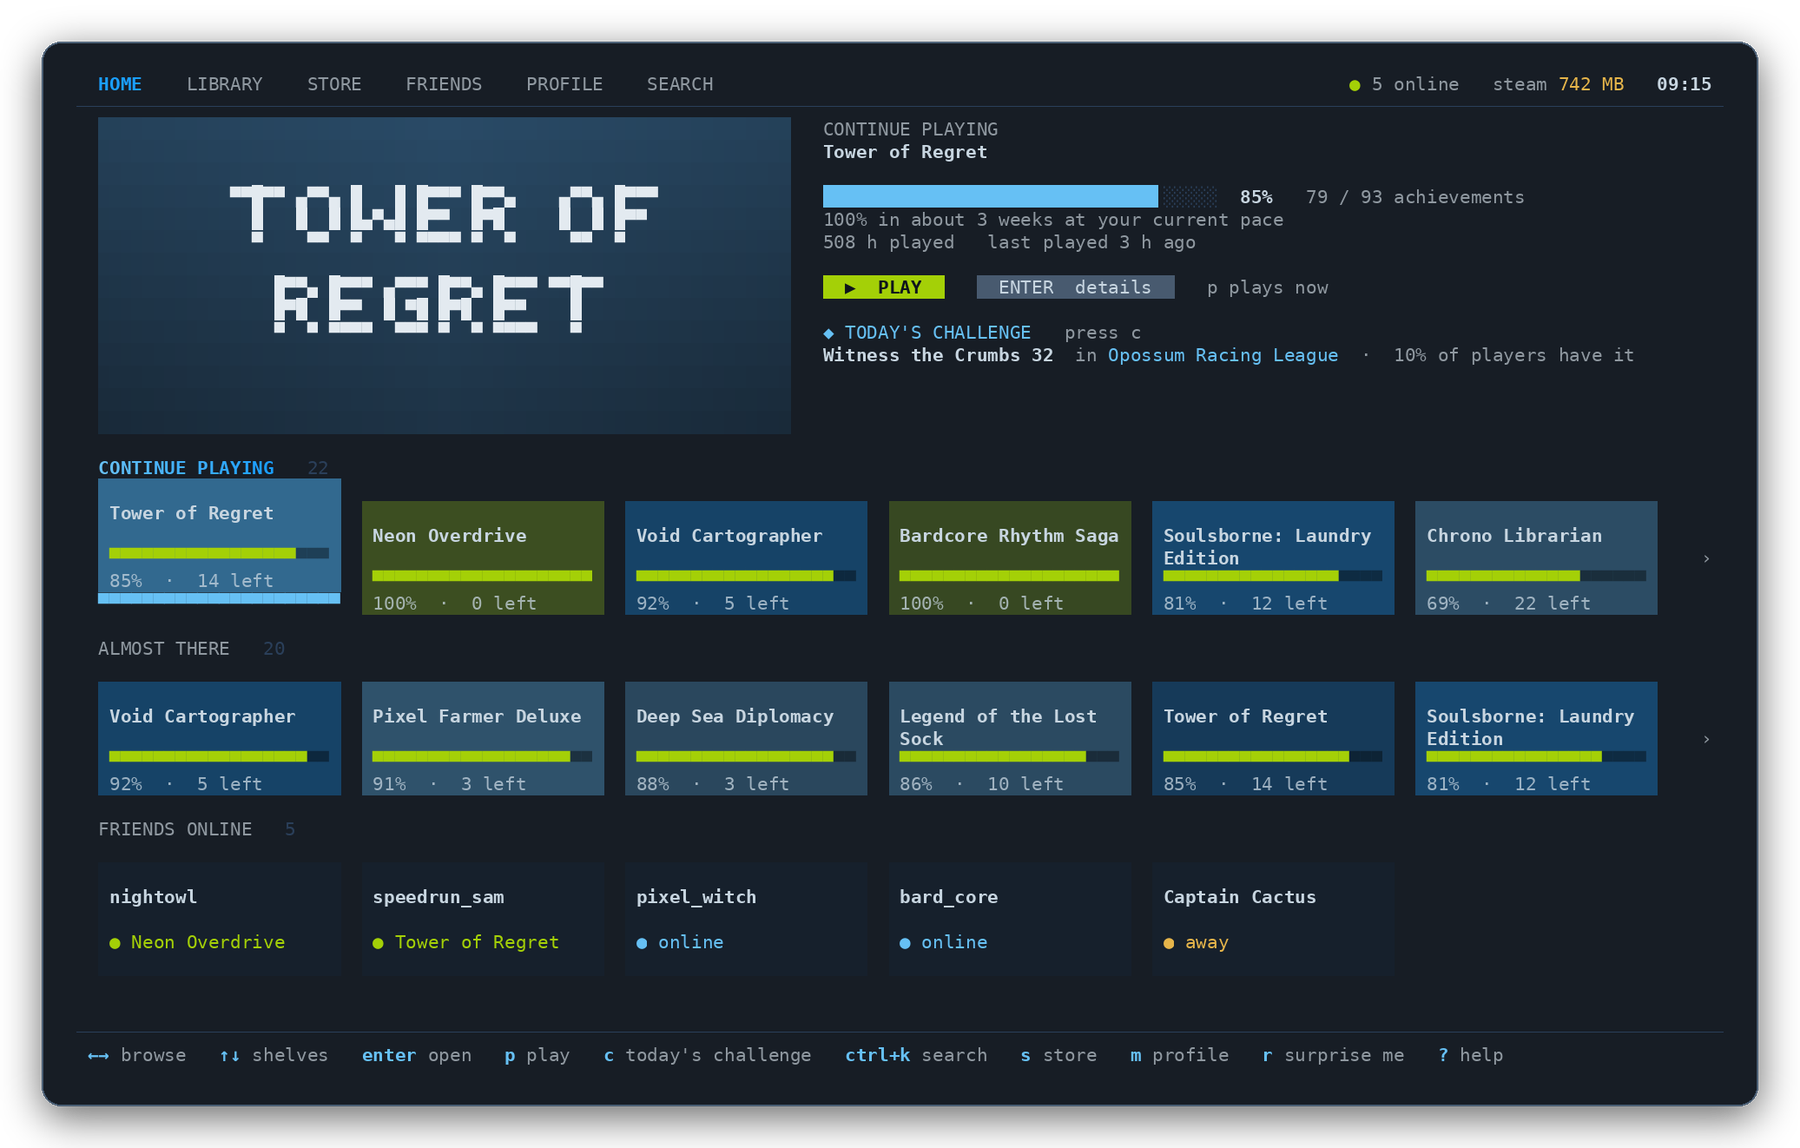 HOME LIBRARY STORE FRIENDS PROFILE SEARCH ● 5 online steam 742 MB 09:15
TOWER OF
REGRET
CONTINUE PLAYING
Tower of Regret
85% 79 / 93 achievements
100% in about 3 weeks at your current pace
508 h played last played 3 h ago
▶ PLAY ENTER details p plays now
◆ TODAY'S CHALLENGE press c
Witness the Crumbs 32 in Opossum Racing League · 10% of players have it
CONTINUE PLAYING 22
Tower of Regret
85% · 14 left
Neon Overdrive
100% · 0 left
Void Cartographer
92% · 5 left
Bardcore Rhythm Saga
100% · 0 left
Soulsborne: Laundry
Edition
81% · 12 left
Chrono Librarian
69% · 22 left
›
ALMOST THERE 20
Void Cartographer
92% · 5 left
Pixel Farmer Deluxe
91% · 3 left
Deep Sea Diplomacy
88% · 3 left
Legend of the Lost
Sock
86% · 10 left
Tower of Regret
85% · 14 left
Soulsborne: Laundry
Edition
81% · 12 left
›
FRIENDS ONLINE 5
nightowl
● Neon Overdrive
speedrun_sam
● Tower of Regret
pixel_witch
● online
bard_core
● online
Captain Cactus
● away
←→ browse ↑↓ shelves enter open p play c today's challenge ctrl+k search s store m profile r surprise me ? help